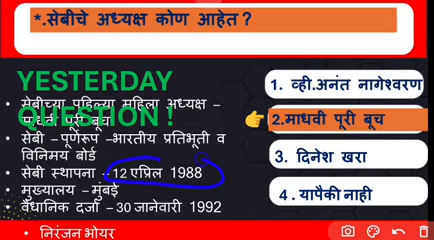 *.सेबीचे अध्यक्ष कोण आहेत?
YESTERDAY
QUESTION !
• सेबीच्या पहिल्या महिला अध्यक्ष –
माधवी पूरी बूच
• सेबी – पूर्णरूप –भारतीय प्रतिभूती व
विनिमय बोर्ड
• सेबी स्थापना – 12 एप्रिल 1988
• मुख्यालय – मुंबई
वैधानिक दर्जा – 30 जानेवारी 1992
• निरंजन भोयर
1. व्ही.अनंत नागेश्वरण
2.माधवी पूरी बूच
3. दिनेश खरा
4. यापैकी नाही